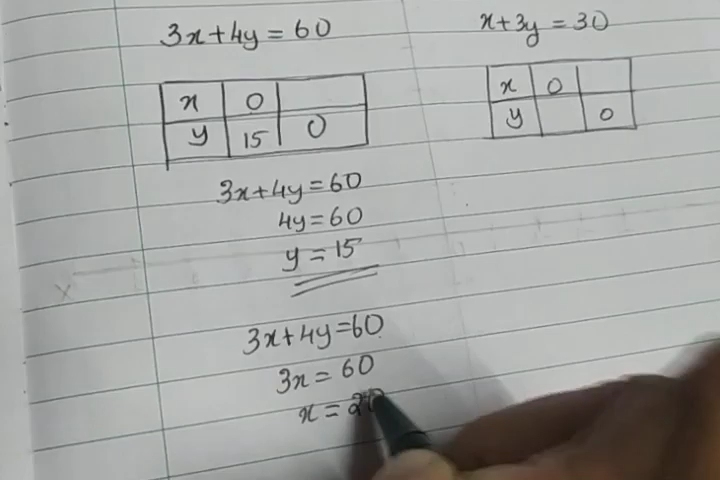 3x+4y=60
x+3y=30
x 0
y 15 0
x 0
y 0
3x+4y=60
4y=60
y=15
3x+4y=60
3x=60
x=20
x